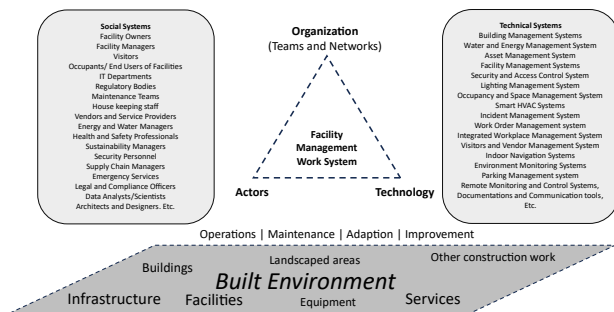 Social Systems
Facility Owners
Facility Managers
Visitors
Occupants/ End Users of Facilities
IT Departments
Regulatory Bodies
Maintenance Teams
House keeping staff
Vendors and Service Providers
Energy and Water Managers
Health and Safety Professionals
Sustainability Managers
Security Personnel
Supply Chain Managers
Emergency Services
Legal and Compliance Officers
Data Analysts/Scientists
Architects and Designers. Etc.
Organization
(Teams and Networks)
Facility
Management
Work System
Actors
Technology
Technical Systems
Building Management Systems
Water and Energy Management System
Asset Management System
Facility Management Systems
Security and Access Control System
Lighting Management System
Occupancy and Space Management System
Smart HVAC Systems
Incident Management System
Work Order Management system
Integrated Workplace Management System
Visitors and Vendor Management System
Indoor Navigation Systems
Environment Monitoring Systems
Parking Management system
Remote Monitoring and Control Systems,
Documentations and Communication tools,
Etc.
Operations | Maintenance | Adaption | Improvement
Buildings
Landscaped areas
Other construction work
Built Environment
Infrastructure
Facilities
Equipment
Services